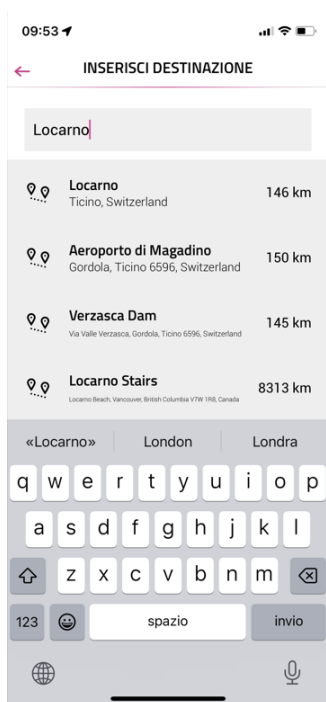 09:53
INSERISCI DESTINAZIONE
Locarno
Locarno
146 km
Ticino, Switzerland
Aeroporto di Magadino
150 km
Gordola, Ticino 6596, Switzerland
Verzasca Dam
145 km
Via Valle Verzasca, Gordola, Ticino 6596, Switzerland
Locarno Stairs
8313 km
Locarno Beach, Vancouver, British Columbia V7W 1R8, Canada
«Locarno» London Londra
q w e r t y u i o p
a s d f g h j k l
z x c v b n m
123 spazio invio